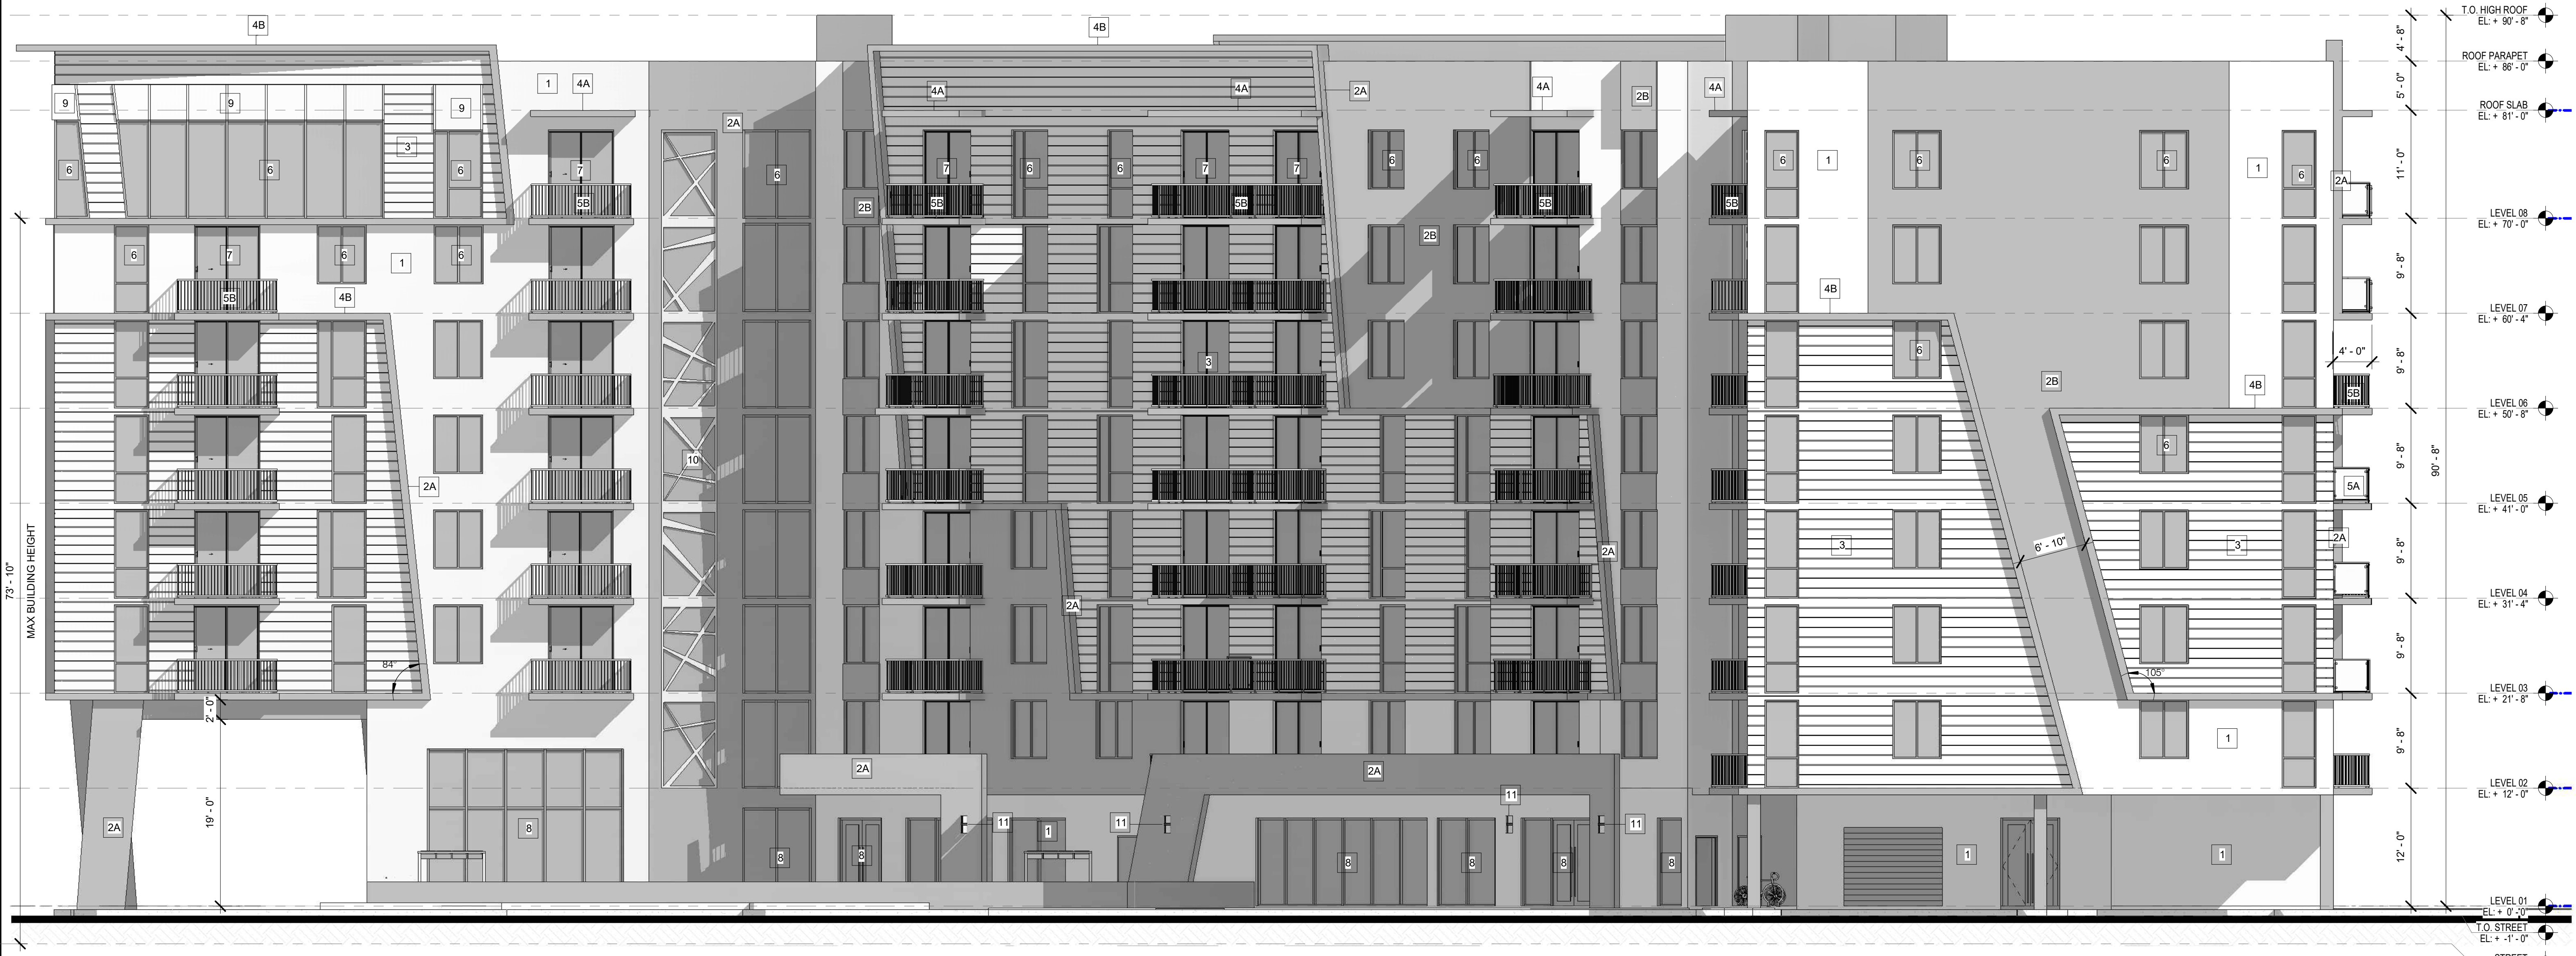 4B
4B
T.O. HIGH ROOF
EL: + 90' - 8"
4' - 8"
ROOF PARAPET
EL: + 86' - 0"
1
4A
4A
4A
2A
4A
2B
4A
5' - 0"
9
9
9
ROOF SLAB
EL: + 81' - 0"
2A
3
6
6
6
7
6
7
6
6
7
7
6
6
6
1
6
6
1
6
2A
11' - 0"
5B
5B
5B
5B
5B
2B
LEVEL 08
EL: + 70' - 0"
6
7
6
6
1
2B
9' - 8"
5B
4B
4B
LEVEL 07
EL: + 60' - 4"
3
6
4' - 0"
9' - 8"
2B
4B
5B
LEVEL 06
EL: + 50' - 8"
6
10
2A
5A
9' - 8"
90' - 8"
LEVEL 05
EL: + 41' - 0"
73' - 10"
MAX BUILDING HEIGHT
2A
3
6' - 10"
3
2A
9' - 8"
LEVEL 04
EL: + 31' - 4"
2A
9' - 8"
84°
105°
LEVEL 03
EL: + 21' - 8"
2' - 0"
1
9' - 8"
2A
2A
LEVEL 02
EL: + 12' - 0"
19' - 0"
11
2A
8
11
1
11
11
12' - 0"
8
8
8
8
8
8
1
1
LEVEL 01
EL: + 0' - 0"
T.O. STREET
EL: + -1' - 0"